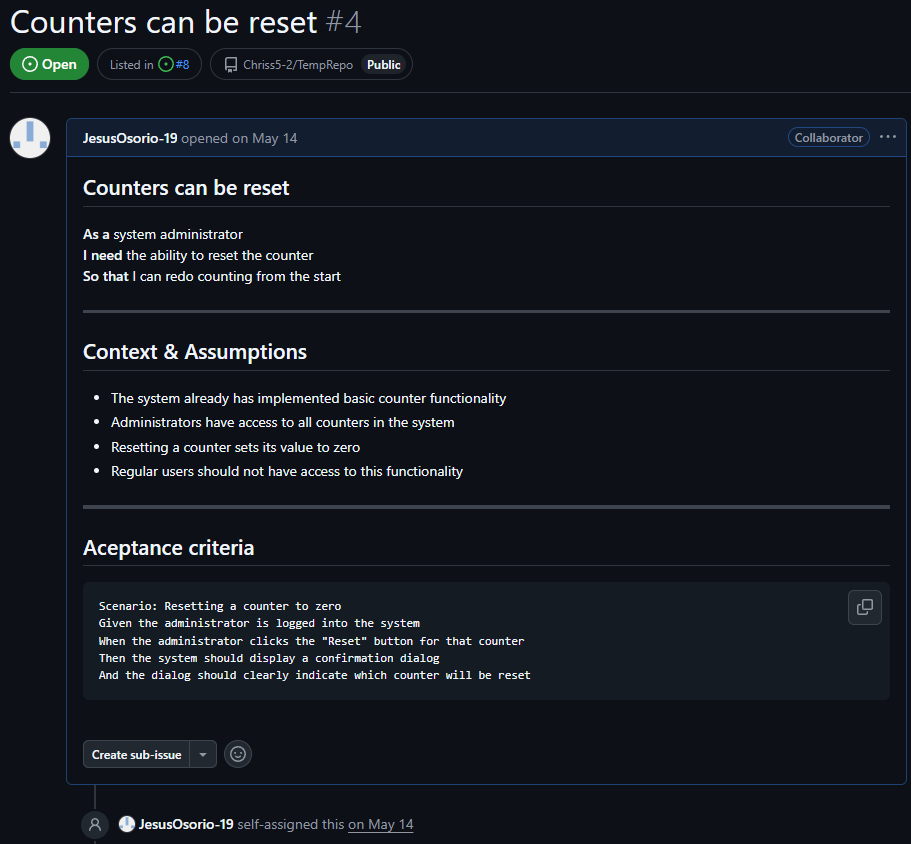 Counters can be reset #4
Open Listed in #8 Chriss5-2/TempRepo Public
JesusOsorio-19 opened on May 14 Collaborator
Counters can be reset
As a system administrator
I need the ability to reset the counter
So that I can redo counting from the start
Context & Assumptions
The system already has implemented basic counter functionality
Administrators have access to all counters in the system
Resetting a counter sets its value to zero
Regular users should not have access to this functionality
Aceptance criteria
Scenario: Resetting a counter to zero
Given the administrator is logged into the system
When the administrator clicks the "Reset" button for that counter
Then the system should display a confirmation dialog
And the dialog should clearly indicate which counter will be reset
Create sub-issue
JesusOsorio-19 self-assigned this on May 14